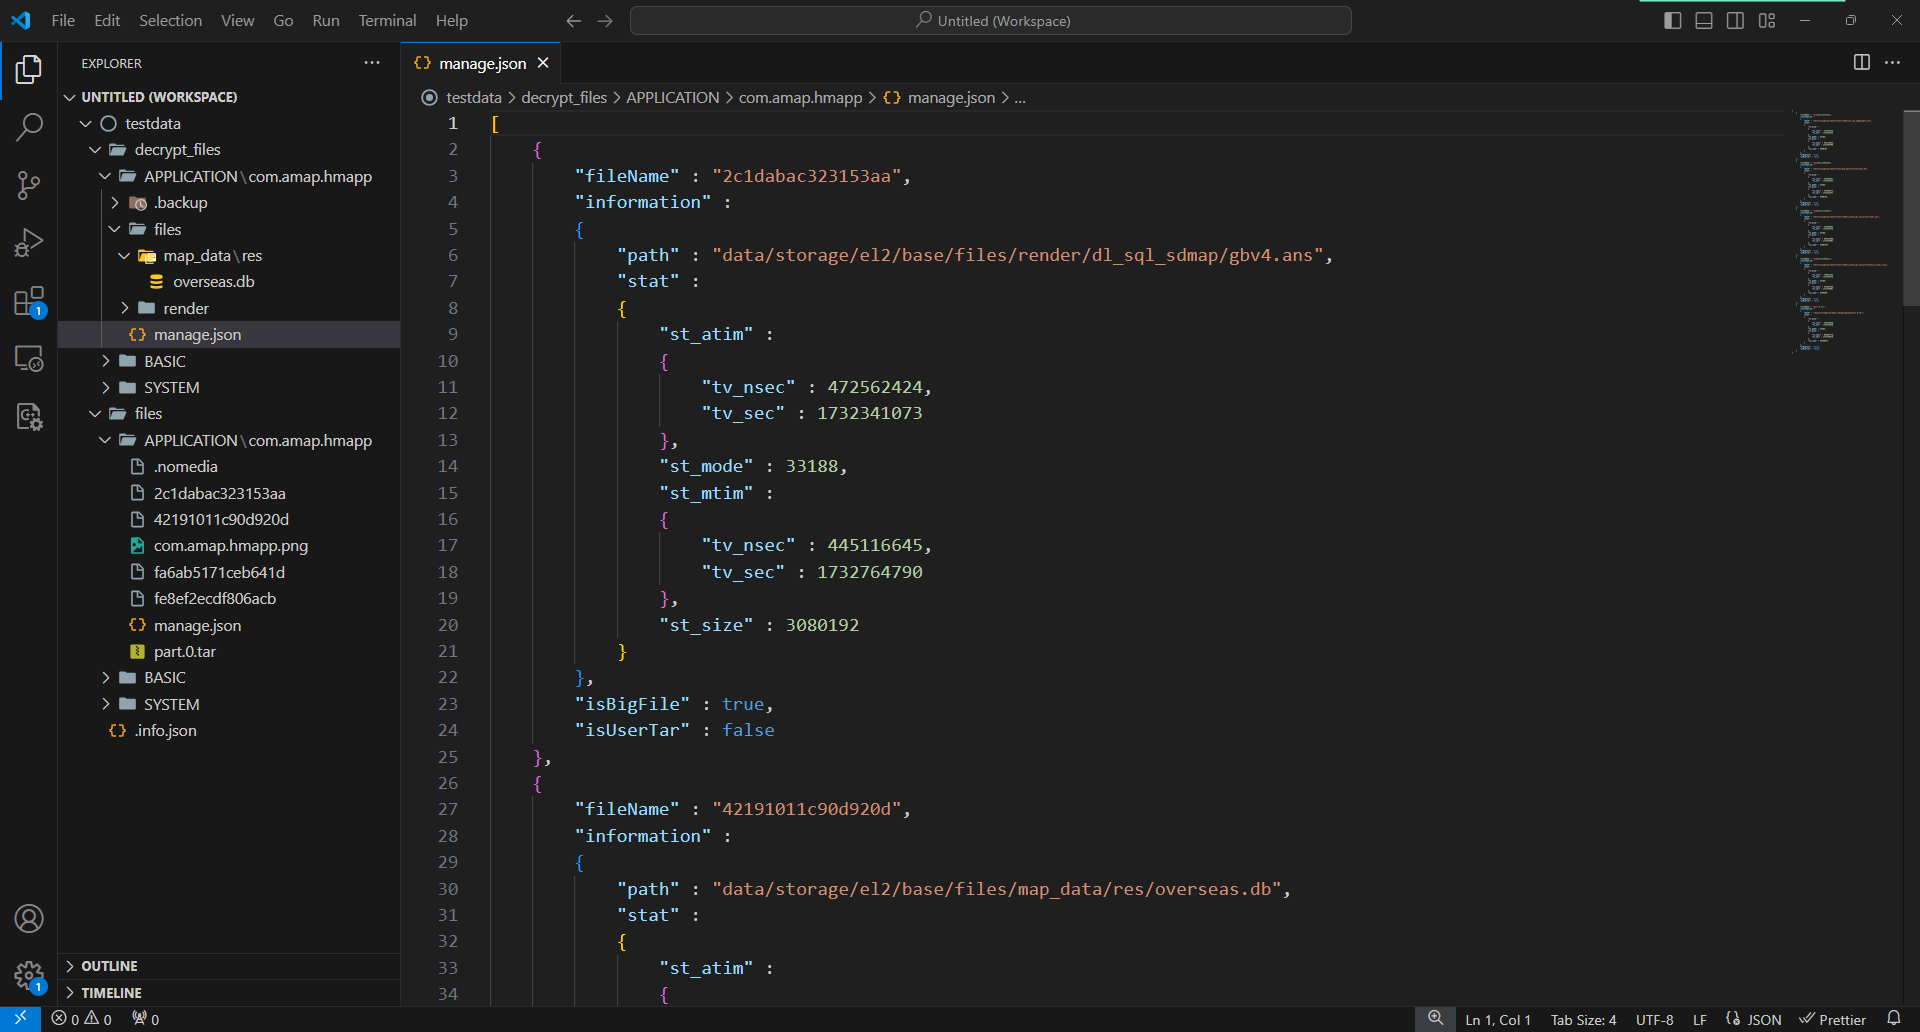 File Edit Selection View Go Run Terminal Help
Untitled (Workspace)
EXPLORER
UNTITLED (WORKSPACE)
testdata
decrypt_files
APPLICATION\com.amap.hmapp
.backup
files
map_data\res
overseas.db
render
manage.json
BASIC
SYSTEM
files
APPLICATION\com.amap.hmapp
.nomedia
2c1dabac323153aa
42191011c90d920d
com.amap.hmapp.png
fa6ab5171ceb641d
fe8ef2ecdf806acb
manage.json
part.0.tar
BASIC
SYSTEM
.info.json
OUTLINE
TIMELINE
1
1
manage.json
testdata > decrypt_files > APPLICATION > com.amap.hmapp > {} manage.json > ...
1 [
2 {
3 "fileName" : "2c1dabac323153aa",
4 "information" :
5 {
6 "path" : "data/storage/el2/base/files/render/dl_sql_sdmap/gbv4.ans",
7 "stat" :
8 {
9 "st_atim" :
10 {
11 "tv_nsec" : 472562424,
12 "tv_sec" : 1732341073
13 },
14 "st_mode" : 33188,
15 "st_mtim" :
16 {
17 "tv_nsec" : 445116645,
18 "tv_sec" : 1732764790
19 },
20 "st_size" : 3080192
21 }
22 },
23 "isBigFile" : true,
24 "isUserTar" : false
25 },
26 {
27 "fileName" : "42191011c90d920d",
28 "information" :
29 {
30 "path" : "data/storage/el2/base/files/map_data/res/overseas.db",
31 "stat" :
32 {
33 "st_atim" :
34 {
0 0 0
Ln 1, Col 1 Tab Size: 4 UTF-8 LF JSON Prettier